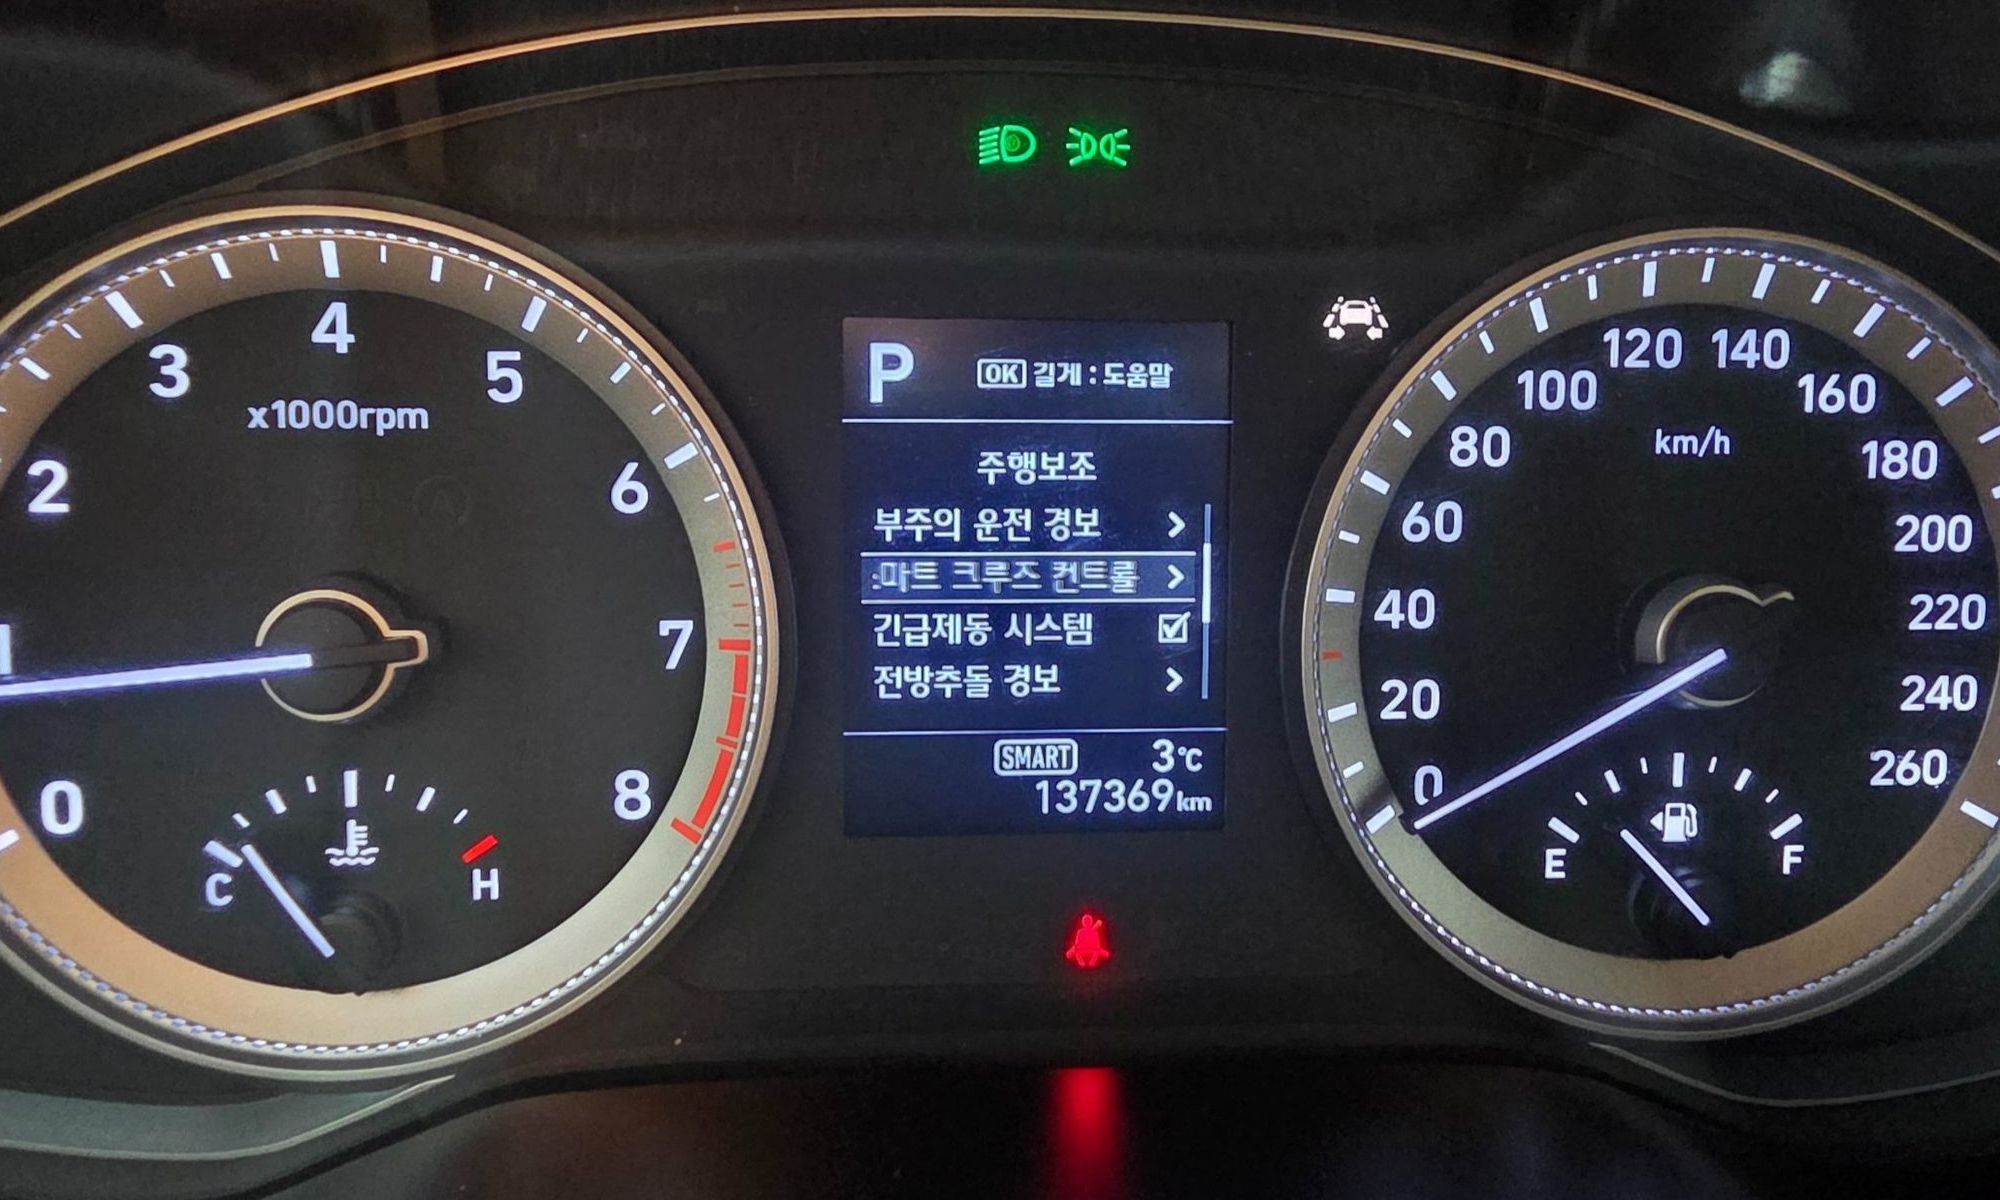 P
OK 길게 : 도움말
주행보조
부주의 운전 경보
마트 크루즈 컨트롤
긴급제동 시스템
전방추돌 경보
SMART 3℃
137369km
0
1
2
3
4
5
6
7
8
x1000rpm
C
H
0
20
40
60
80
100
120
140
160
180
200
220
240
260
km/h
E
F